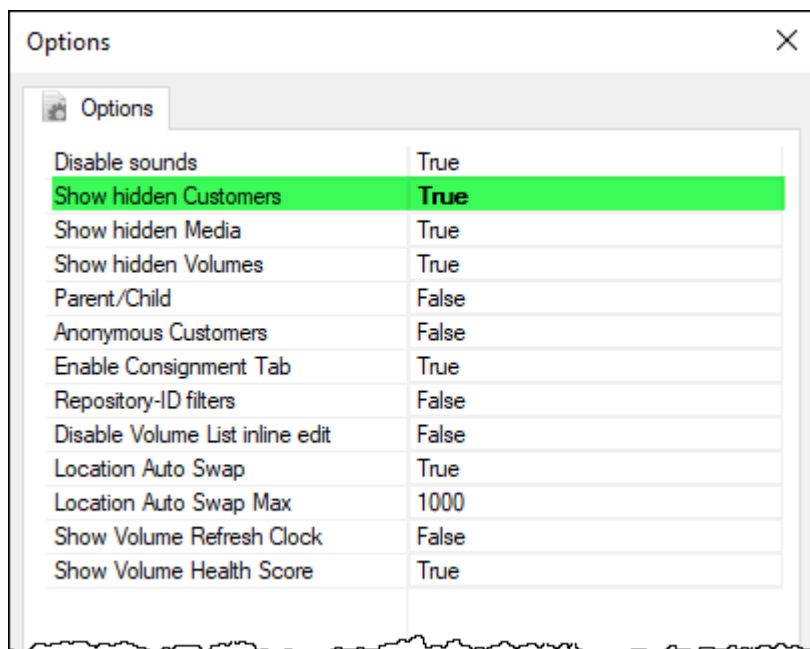 Options
Options
Disable sounds True
Show hidden Customers True
Show hidden Media True
Show hidden Volumes True
Parent/Child False
Anonymous Customers False
Enable Consignment Tab True
Repository-ID filters False
Disable Volume List inline edit False
Location Auto Swap True
Location Auto Swap Max 1000
Show Volume Refresh Clock False
Show Volume Health Score True